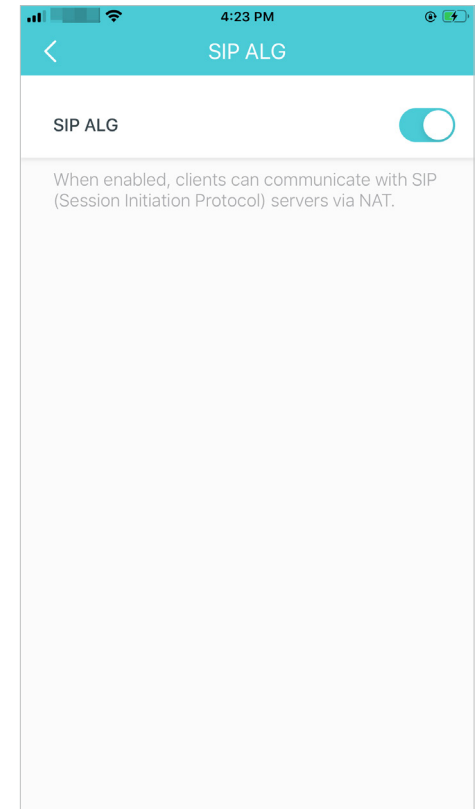 4:23 PM
SIP ALG
SIP ALG
When enabled, clients can communicate with SIP
(Session Initiation Protocol) servers via NAT.